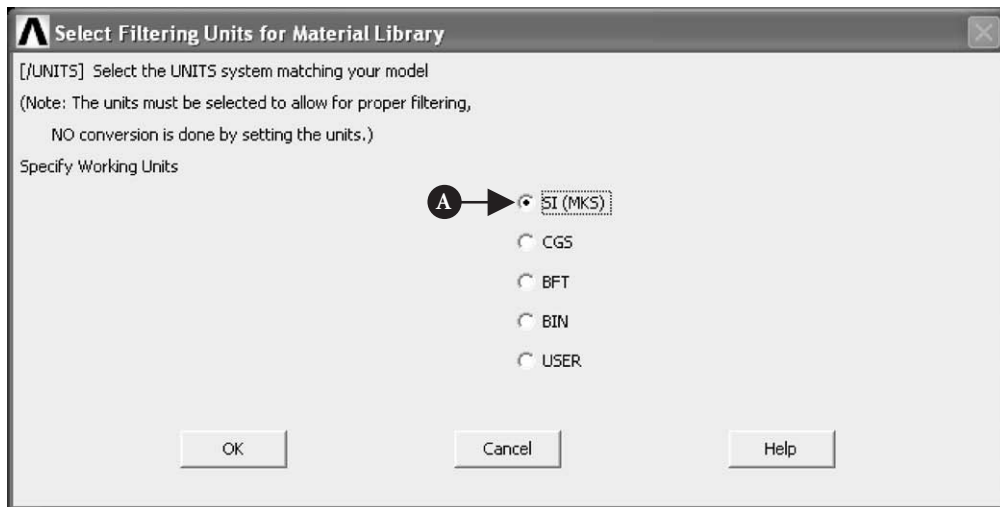 Select Filtering Units for Material Library
[/UNITS] Select the UNITS system matching your model
(Note: The units must be selected to allow for proper filtering,
NO conversion is done by setting the units.)
Specify Working Units
A SI (MKS)
CGS
BFT
BIN
USER
OK Cancel Help